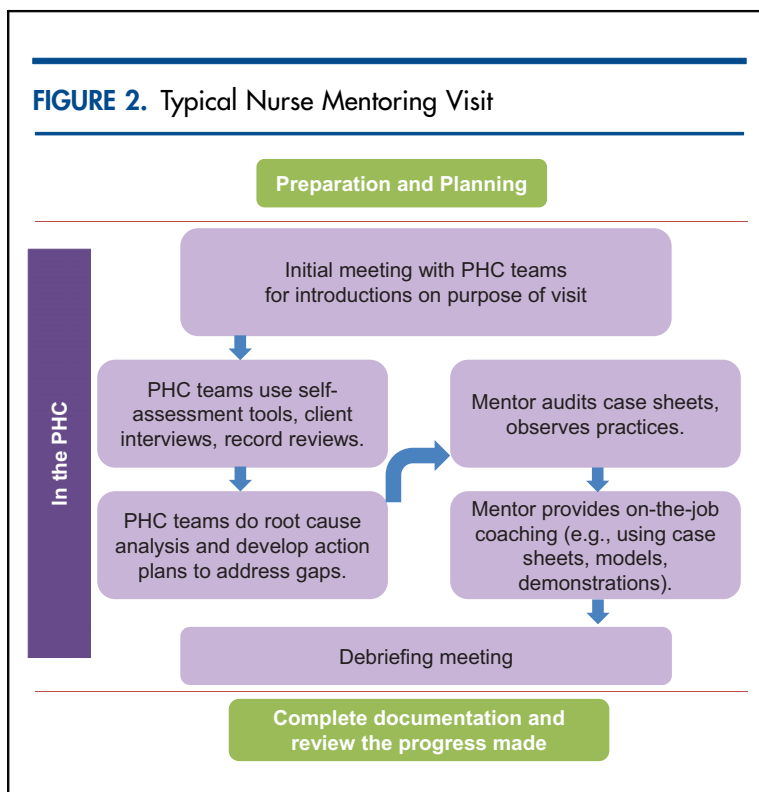 FIGURE 2. Typical Nurse Mentoring Visit
Preparation and Planning
In the PHC
Initial meeting with PHC teams
for introductions on purpose of visit
PHC teams use self-
assessment tools, client
interviews, record reviews.
PHC teams do root cause
analysis and develop action
plans to address gaps.
Mentor audits case sheets,
observes practices.
Mentor provides on-the-job
coaching (e.g., using case
sheets, models,
demonstrations).
Debriefing meeting
Complete documentation and
review the progress made